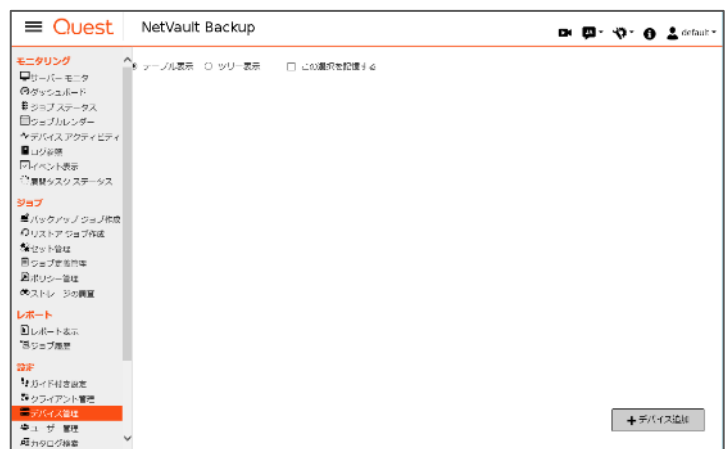 Quest
NetVault Backup
default
モニタリング
サーバー モニタ
ダッシュボード
ジョブ ステータス
ジョブカレンダー
デバイス アクティビティ
ログ参照
イベント表示
展開タスク ステータス
テーブル表示 ツリー表示 この選択を記憶する
ジョブ
バックアップ ジョブ作成
リストア ジョブ作成
セット管理
ジョブ定義管理
ポリシー管理
ストレージの調査
レポート
レポート表示
ジョブ履歴
設定
ガイド付き設定
クライアント管理
デバイス管理
ユーザー管理
カタログ検索
デバイス追加